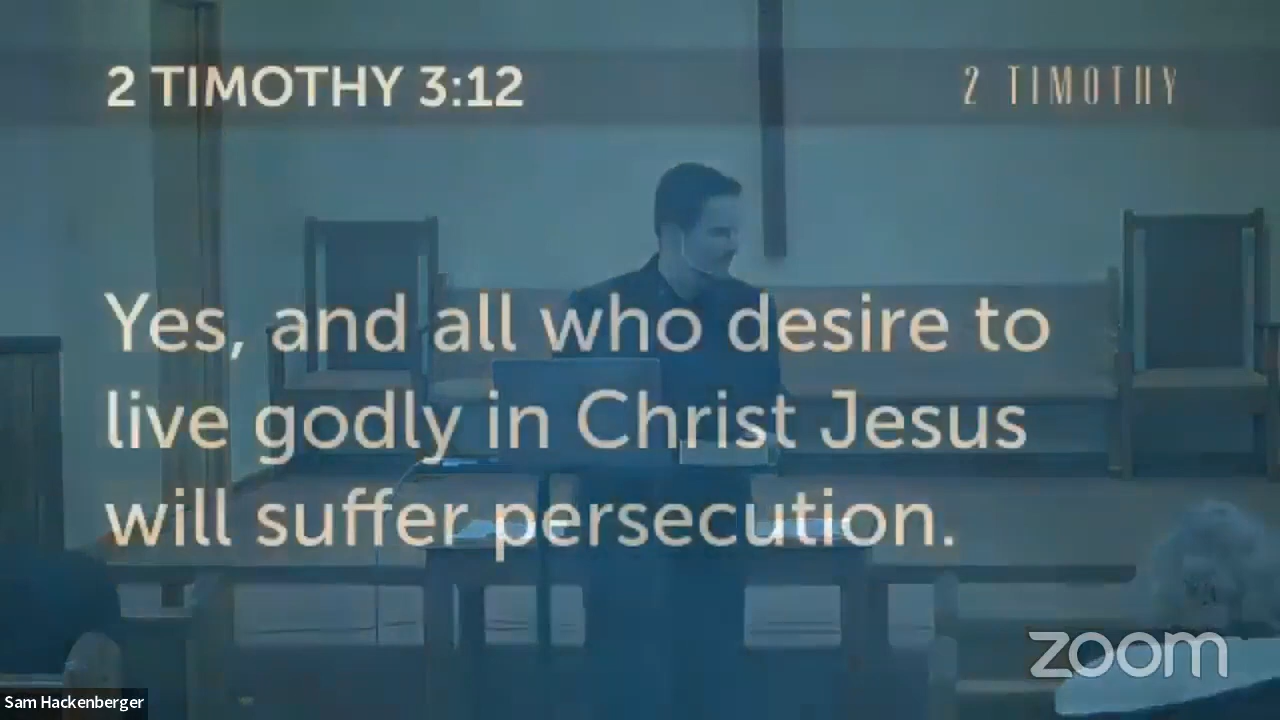 2 TIMOTHY 3:12
2 TIMOTHY
Yes, and all who desire to
live godly in Christ Jesus
will suffer persecution.
zoom
Sam Hackenberger